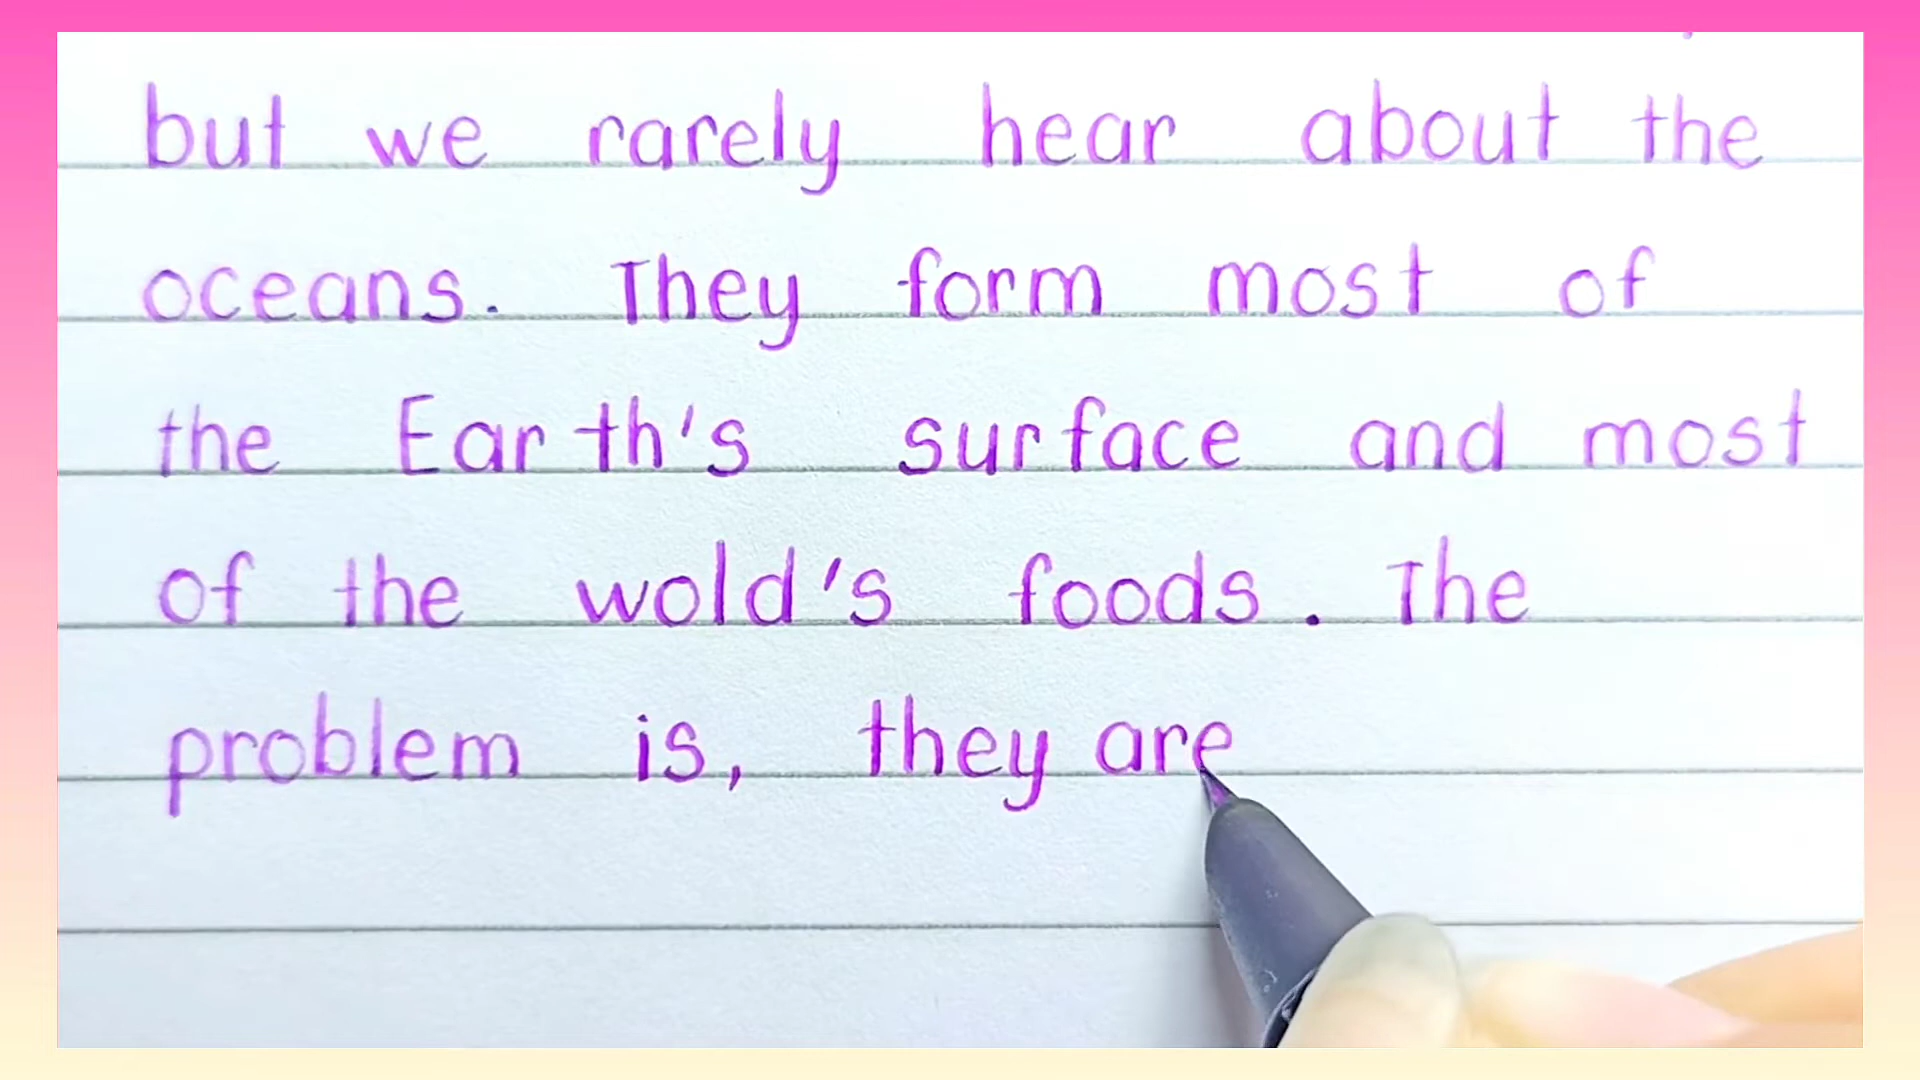 but we rarely hear about the
oceans. They form most of
the Earth's surface and most
of the wold's foods. The
problem is, they are